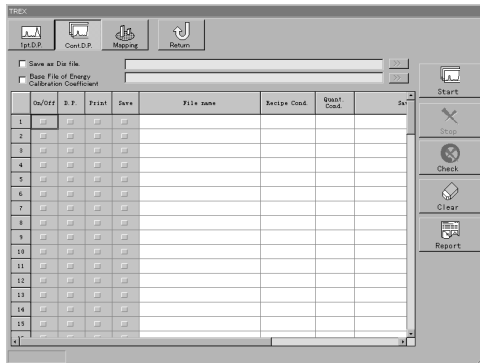 TREX
1pt.D.P.
Cont.D.P.
Mapping
Return
Save as Dis file.
>>
Base File of Energy
Calibration Coefficient
>>
On/Off D.P. Print Save File name Recipe Cond. Quant. Cond. Sa
1
2
3
4
5
6
7
8
9
10
11
12
13
14
15
Start
Stop
Check
Clear
Report